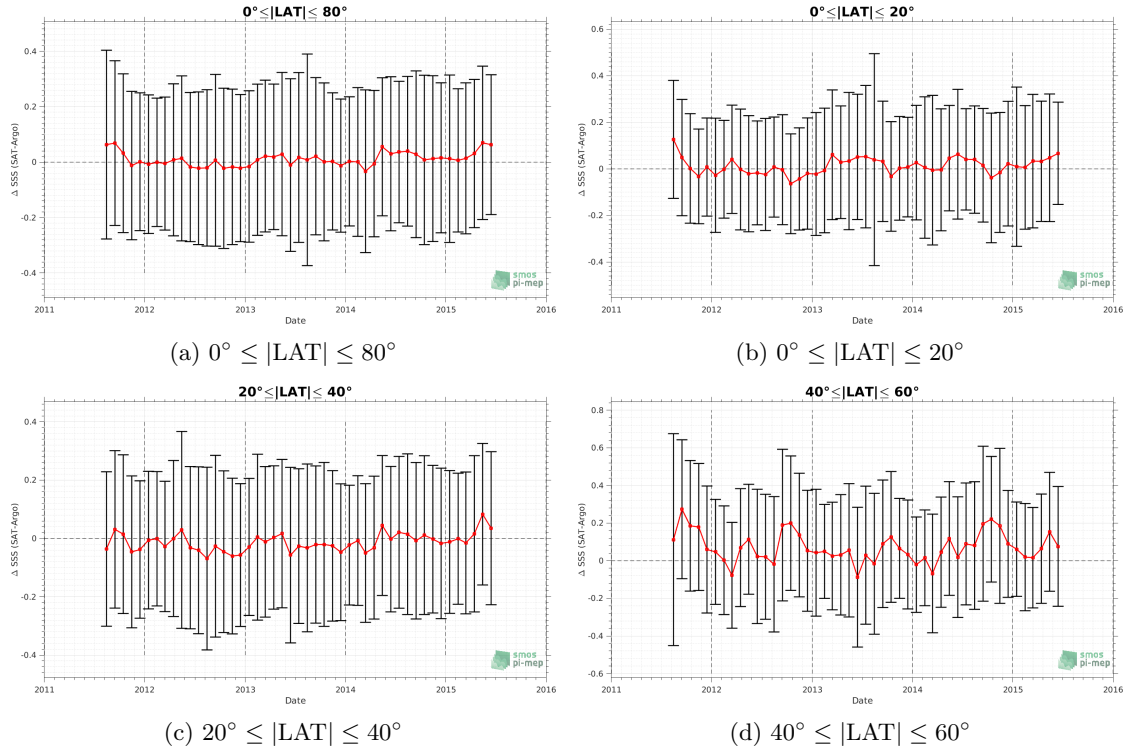 0°≤|LAT|≤ 80°
Δ SSS (SAT-Argo)
0.4
0.2
0
-0.2
-0.4
2011 2012 2013 2014 2015 2016
Date
smos
pi-mep
(a) 0° ≤ |LAT| ≤ 80°
0°≤|LAT|≤ 20°
Δ SSS (SAT-Argo)
0.6
0.4
0.2
0
-0.2
-0.4
2011 2012 2013 2014 2015 2016
Date
smos
pi-mep
(b) 0° ≤ |LAT| ≤ 20°
20°≤|LAT|≤ 40°
Δ SSS (SAT-Argo)
0.4
0.2
0
-0.2
-0.4
2011 2012 2013 2014 2015 2016
Date
smos
pi-mep
(c) 20° ≤ |LAT| ≤ 40°
40°≤|LAT|≤ 60°
Δ SSS (SAT-Argo)
0.8
0.6
0.4
0.2
0
-0.2
-0.4
-0.6
2011 2012 2013 2014 2015 2016
Date
smos
pi-mep
(d) 40° ≤ |LAT| ≤ 60°